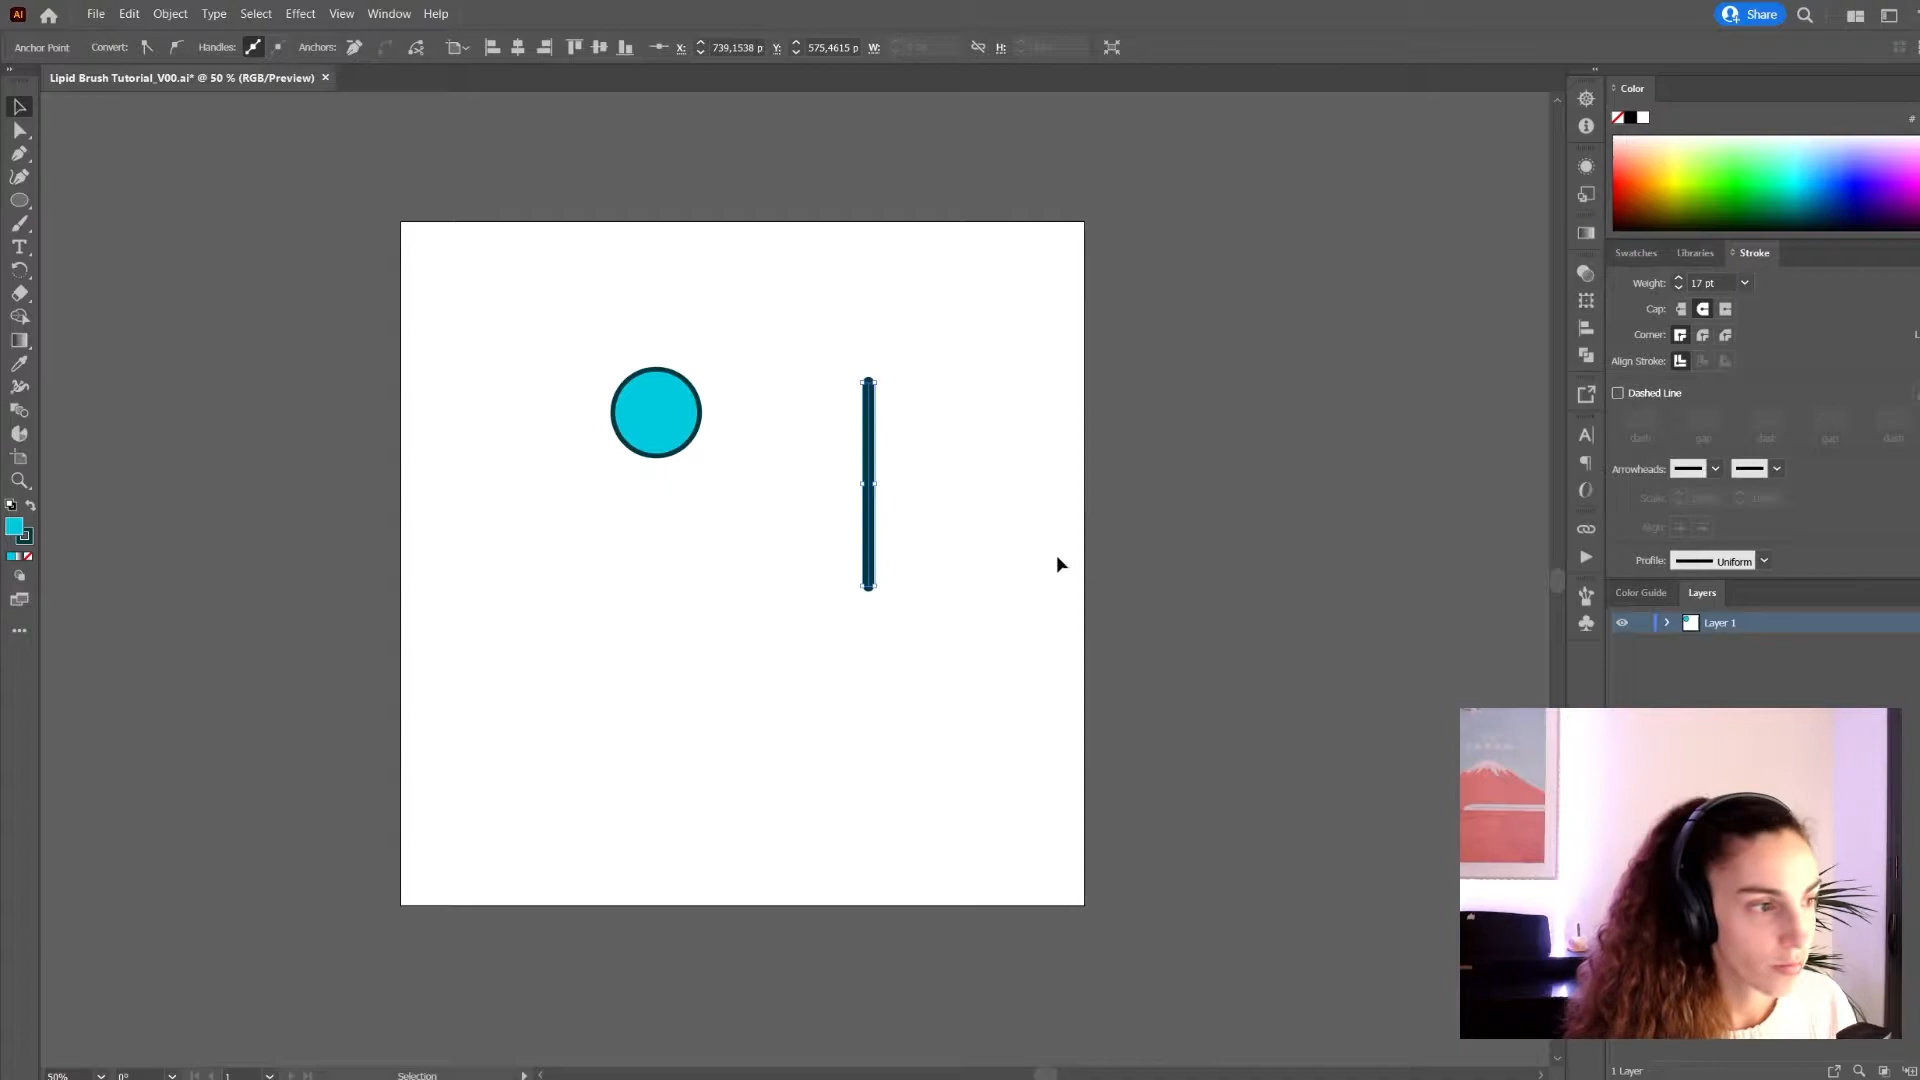 Ai File Edit Object Type Select Effect View Window Help Share
Anchor Point Convert: Handles: Anchors: X: 739,1538 p Y: 575,4615 p W: H:
Lipid Brush Tutorial_V00.ai* @ 50 % (RGB/Preview) ×
Color
#
Swatches Libraries Stroke
Weight: 17 pt
Cap:
Corner:
Align Stroke:
Dashed Line
dash gap dash gap dash
Arrowheads:
Scale:
Align:
Profile: Uniform
Color Guide Layers
Layer 1
50% 0° 1 Selection
1 Layer